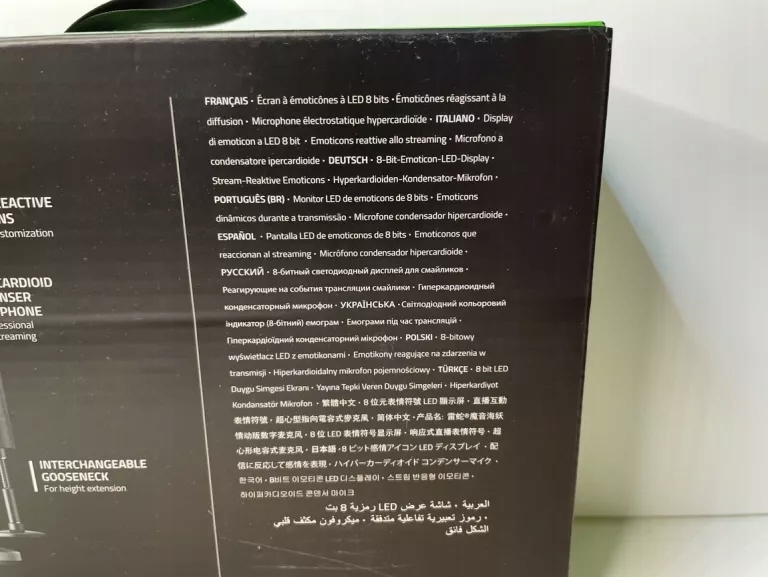 EACTIVE
NS
stomization
CARDIOID
NSER
PHONE
essional
reaming
INTERCHANGEABLE
GOOSENECK
For height extension
FRANÇAIS • Écran à émoticônes à LED 8 bits • Émoticônes réagissant à la
diffusion • Microphone électrostatique hypercardioïde • ITALIANO • Display
di emoticon a LED 8 bit • Emoticons reattive allo streaming • Microfono a
condensatore ipercardioide • DEUTSCH • 8-Bit-Emoticon-LED-Display •
Stream-Reaktive Emoticons • Hyperkardioiden-Kondensator-Mikrofon •
PORTUGUÊS (BR) • Monitor LED de emoticons de 8 bits • Emoticons
dinâmicos durante a transmissão • Microfone condensador hipercardioide •
ESPAÑOL • Pantalla LED de emoticonos de 8 bits • Emoticonos que
reaccionan al streaming • Micrófono condensador hipercardioide •
РУССКИЙ • 8-битный светодиодный дисплей для смайликов •
Реагирующие на события трансляции смайлики • Гиперкардиоидный
конденсаторный микрофон • УКРАЇНСЬКА • Світлодіодний кольоровий
індикатор (8-бітний) емограм • Емограми під час трансляцій •
Гіперкардіоїдний конденсаторний мікрофон • POLSKI • 8-bitowy
wyświetlacz LED z emotikonami • Emotikony reagujące na zdarzenia w
transmisji • Hiperkardioidalny mikrofon pojemnościowy • TÜRKÇE • 8 bit LED
Duygu Simgesi Ekranı • Yayına Tepki Veren Duygu Simgeleri • Hiperkardiyot
Kondansatör Mikrofon • 繁體中文 • 8 位元表情符號 LED 顯示屏 • 直播互動
表情符號 • 超心型指向電容式麥克風 • 简体中文 • 产品名: 雷蛇®魔音海妖
情动版数字麦克风 • 8 位 LED 表情符号显示屏 • 响应式直播表情符号 • 超
心形电容式麦克风 • 日本語 • 8 ビット感情アイコン LED ディスプレイ • 配
信に反応して感情を表現 • ハイパーカーディオイド コンデンサーマイク •
한국어 • 8비트 이모티콘 LED 디스플레이 • 스트림 반응형 이모티콘 •
하이퍼카디오이드 콘덴서 마이크
العربية • شاشة عرض LED رمزية 8 بت
• رموز تعبيرية تفاعلية متدفقة • ميكروفون مكثف قلبي
الشكل فائق